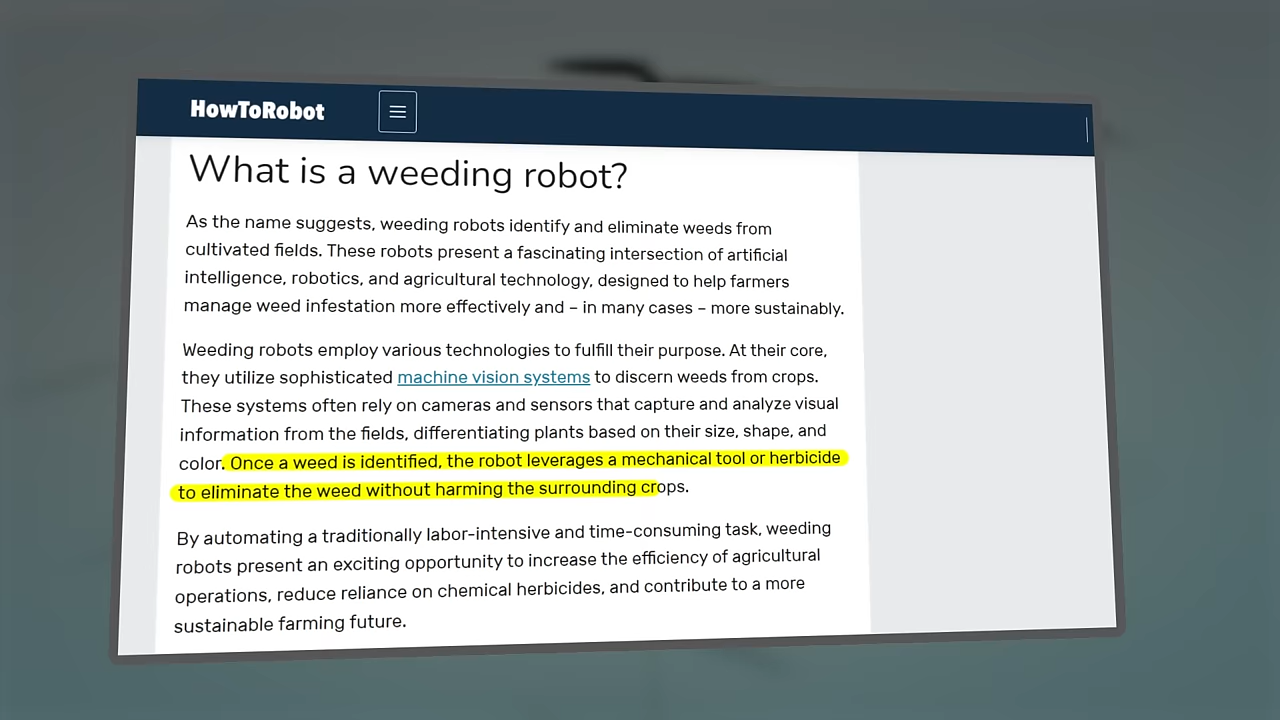 HowToRobot
What is a weeding robot?
As the name suggests, weeding robots identify and eliminate weeds from
cultivated fields. These robots present a fascinating intersection of artificial
intelligence, robotics, and agricultural technology, designed to help farmers
manage weed infestation more effectively and – in many cases – more sustainably.
Weeding robots employ various technologies to fulfill their purpose. At their core,
they utilize sophisticated machine vision systems to discern weeds from crops.
These systems often rely on cameras and sensors that capture and analyze visual
information from the fields, differentiating plants based on their size, shape, and
color. Once a weed is identified, the robot leverages a mechanical tool or herbicide
to eliminate the weed without harming the surrounding crops.
By automating a traditionally labor-intensive and time-consuming task, weeding
robots present an exciting opportunity to increase the efficiency of agricultural
operations, reduce reliance on chemical herbicides, and contribute to a more
sustainable farming future.